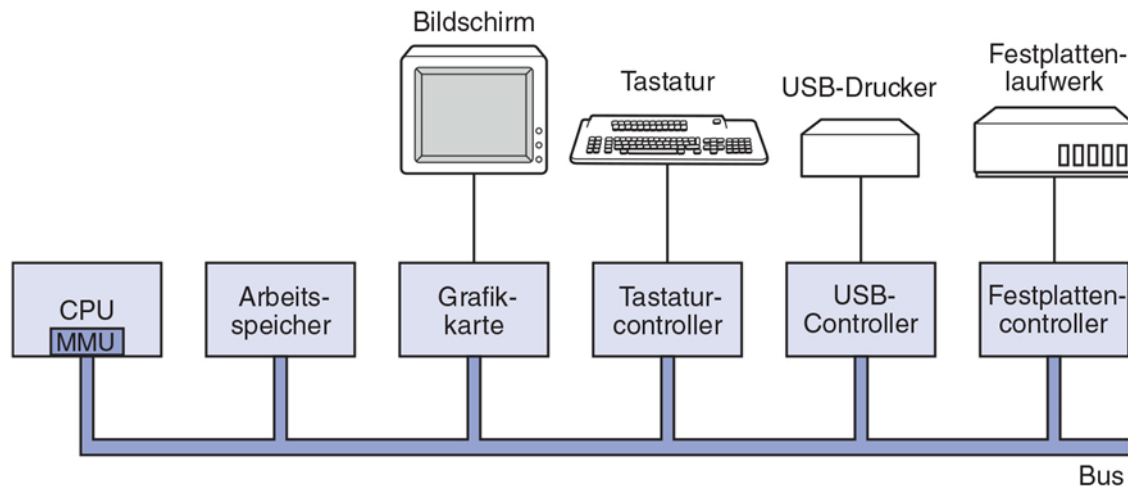 Bildschirm
Tastatur
USB-Drucker
Festplatten-
laufwerk
CPU
MMU
Arbeits-
speicher
Grafik-
karte
Tastatur-
controller
USB-
Controller
Festplatten-
controller
Bus